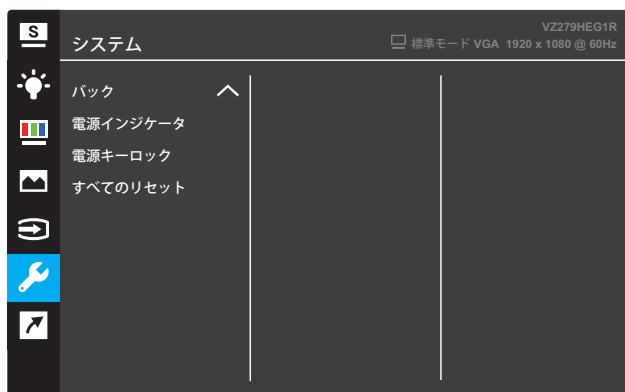 S
システム
VZ279HEG1R
標準モード VGA 1920 x 1080 @ 60Hz
バック
電源インジケータ
電源キーロック
すべてのリセット